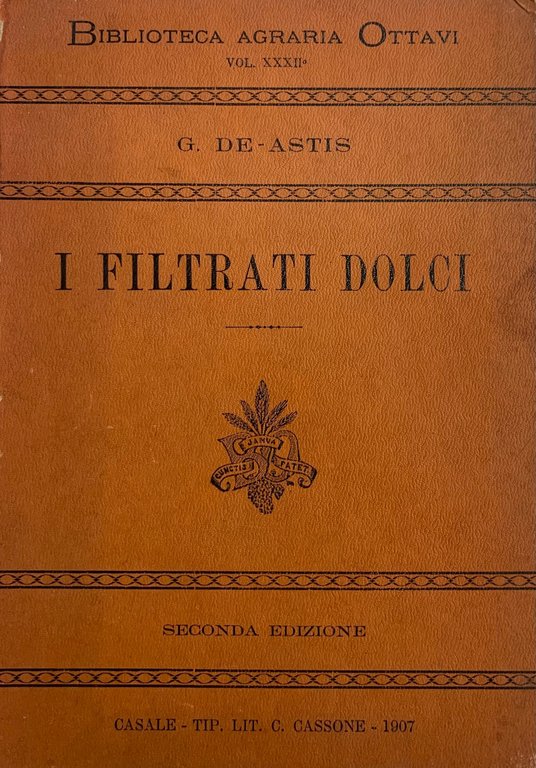 BIBLIOTECA AGRARIA OTTAVI
VOL. XXXIIª
G. DE-ASTIS
I FILTRATI DOLCI
JANUA
CUNCTIS PATET
SECONDA EDIZIONE
CASALE - TIP. LIT. C. CASSONE - 1907